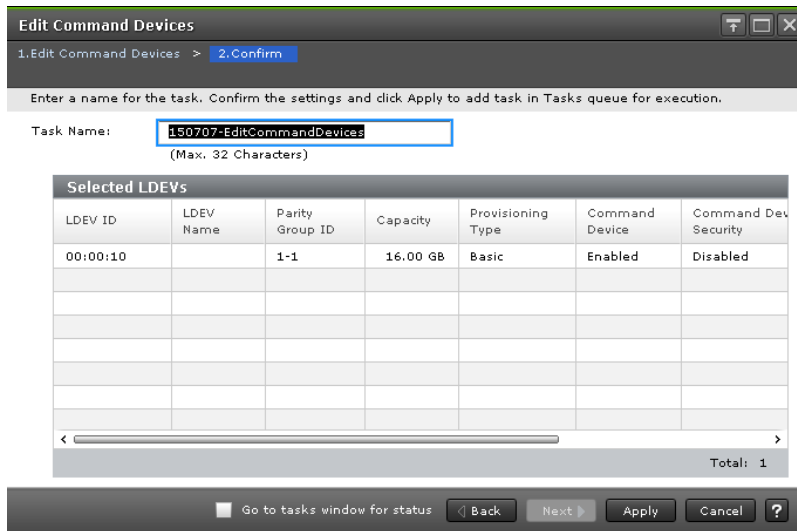 Edit Command Devices
1.Edit Command Devices > 2.Confirm
Enter a name for the task. Confirm the settings and click Apply to add task in Tasks queue for execution.
Task Name: 150707-EditCommandDevices
(Max. 32 Characters)
Selected LDEVs
LDEV ID LDEV Name Parity Group ID Capacity Provisioning Type Command Device Command Dev Security
00:00:10 1-1 16.00 GB Basic Enabled Disabled
Total: 1
Go to tasks window for status Back Next Apply Cancel ?